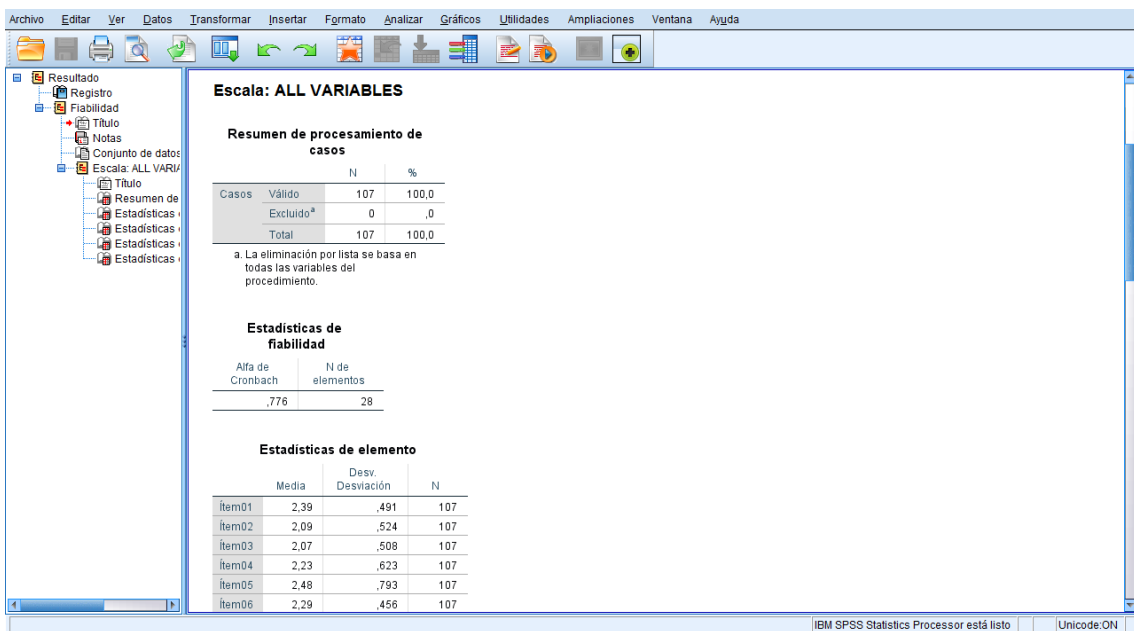 Archivo Editar Ver Datos Transformar Insertar Formato Analizar Gráficos Utilidades Ampliaciones Ventana Ayuda
Resultado
Registro
Fiabilidad
Título
Notas
Conjunto de datos
Escala: ALL VARIA
Título
Resumen de
Estadísticas
Estadísticas
Estadísticas
Estadísticas
Escala: ALL VARIABLES
Resumen de procesamiento de
casos
N %
Casos Válido 107 100,0
Excluido a 0 ,0
Total 107 100,0
a. La eliminación por lista se basa en
todas las variables del
procedimiento.
Estadísticas de
fiabilidad
Alfa de N de
Cronbach elementos
,776 28
Estadísticas de elemento
Desv.
Media Desviación N
Ítem01 2,39 ,491 107
Ítem02 2,09 ,524 107
Ítem03 2,07 ,508 107
Ítem04 2,23 ,623 107
Ítem05 2,48 ,793 107
Ítem06 2,29 ,456 107
IBM SPSS Statistics Processor está listo Unicode:ON